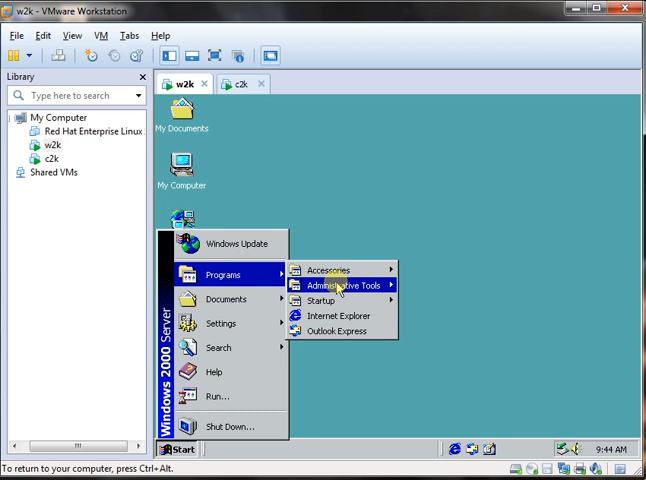 w2k - VMware Workstation
File Edit View VM Tabs Help
Library
Type here to search
My Computer
Red Hat Enterprise Linux
w2k
c2k
Shared VMs
w2k
c2k
My Documents
My Computer
Windows Update
Programs
Documents
Settings
Search
Help
Run...
Shut Down...
Windows 2000 Server
Accessories
Administrative Tools
Startup
Internet Explorer
Outlook Express
Start
9:44 AM
To return to your computer, press Ctrl+Alt.